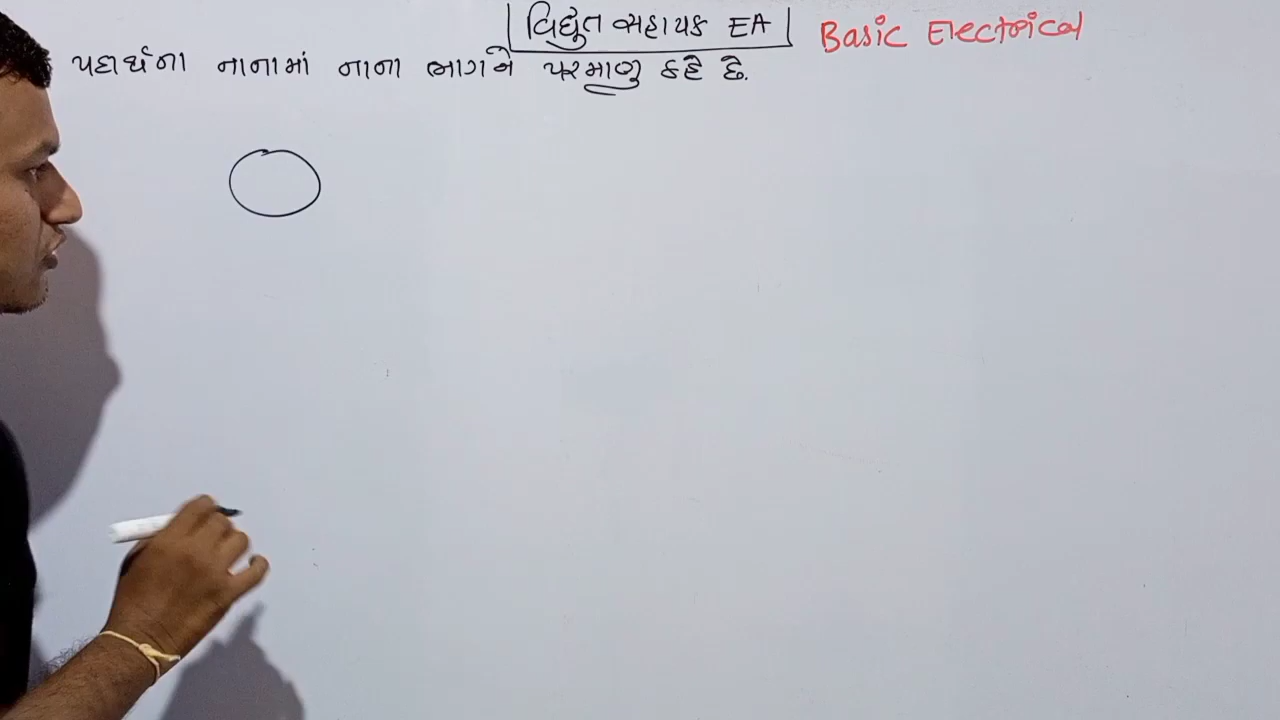 વિદ્યુત સહાયક EA Basic Electrical
પદાર્થના નાનામાં નાના ભાગને પરમાણુ કહે છે.